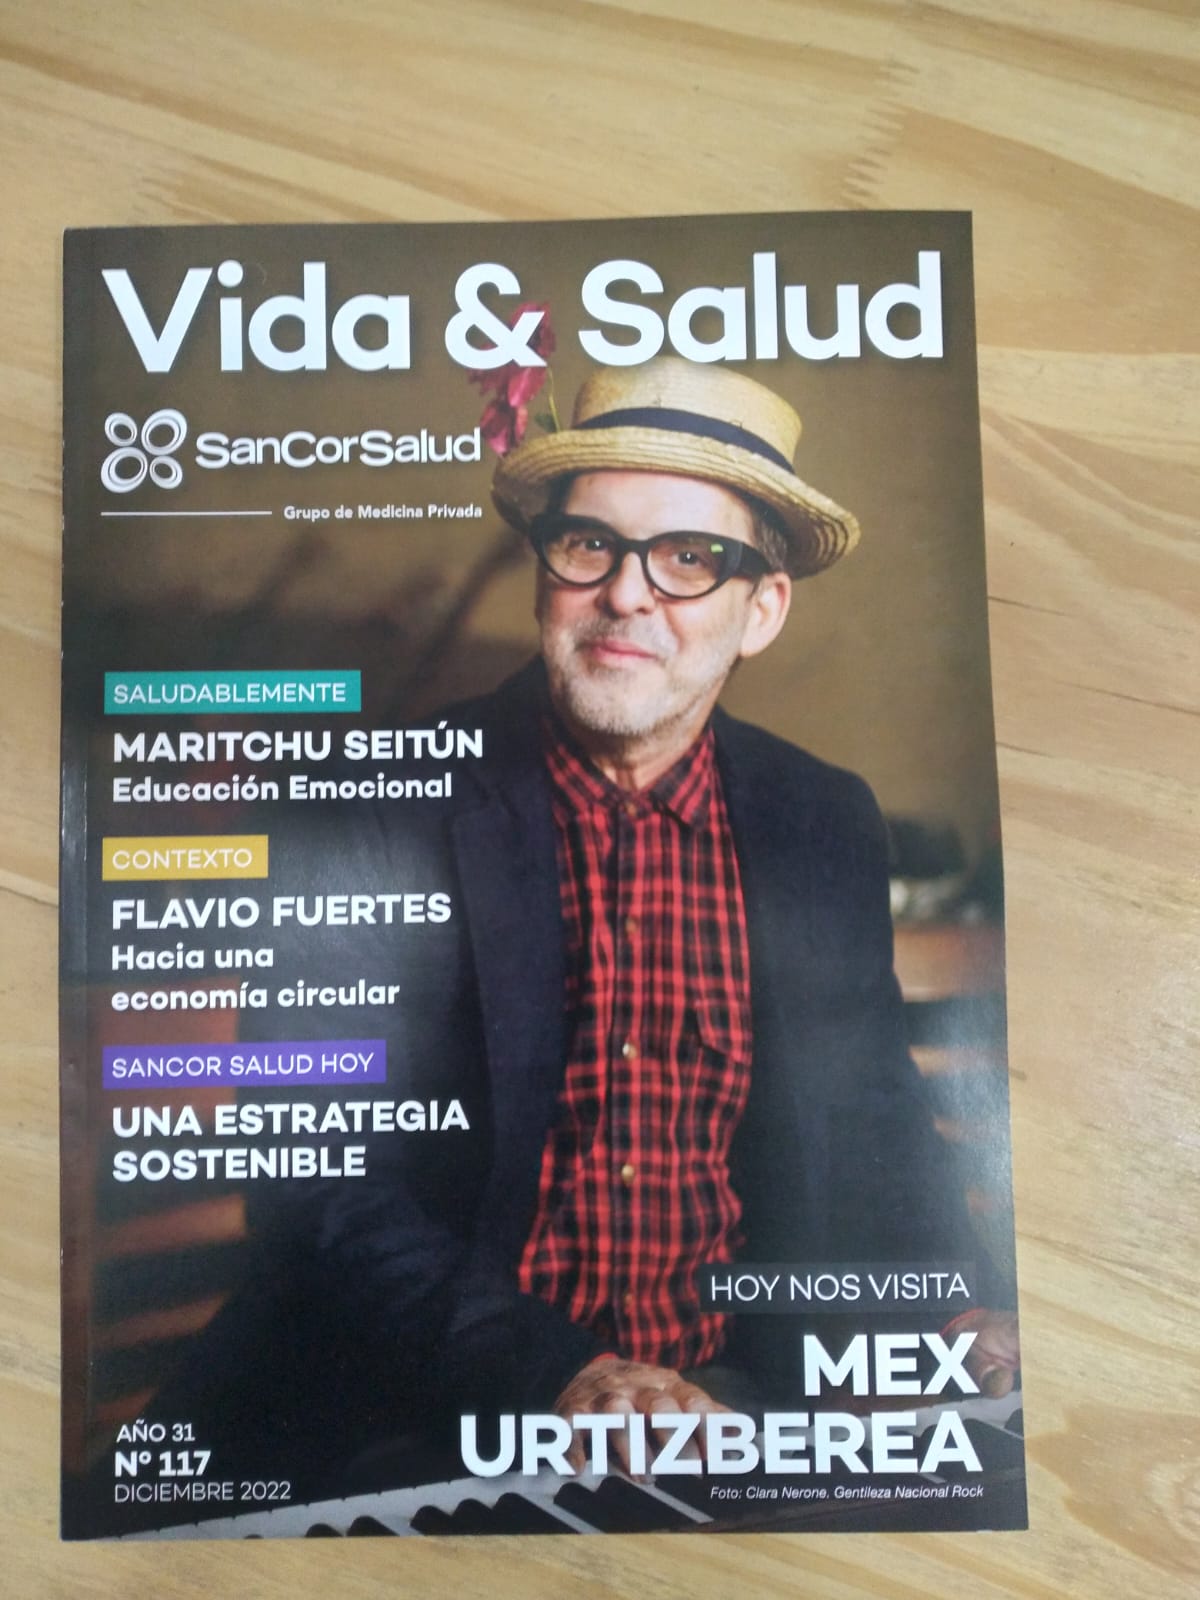 Vida & Salud
SanCorSalud
Grupo de Medicina Privada
SALUDABLEMENTE
MARITCHU SEITÚN
Educación Emocional
CONTEXTO
FLAVIO FUERTES
Hacia una
economía circular
SANCOR SALUD HOY
UNA ESTRATEGIA
SOSTENIBLE
HOY NOS VISITA
MEX
URTIZBEREA
Foto: Clara Nerone. Gentileza Nacional Rock
AÑO 31
Nº 117
DICIEMBRE 2022